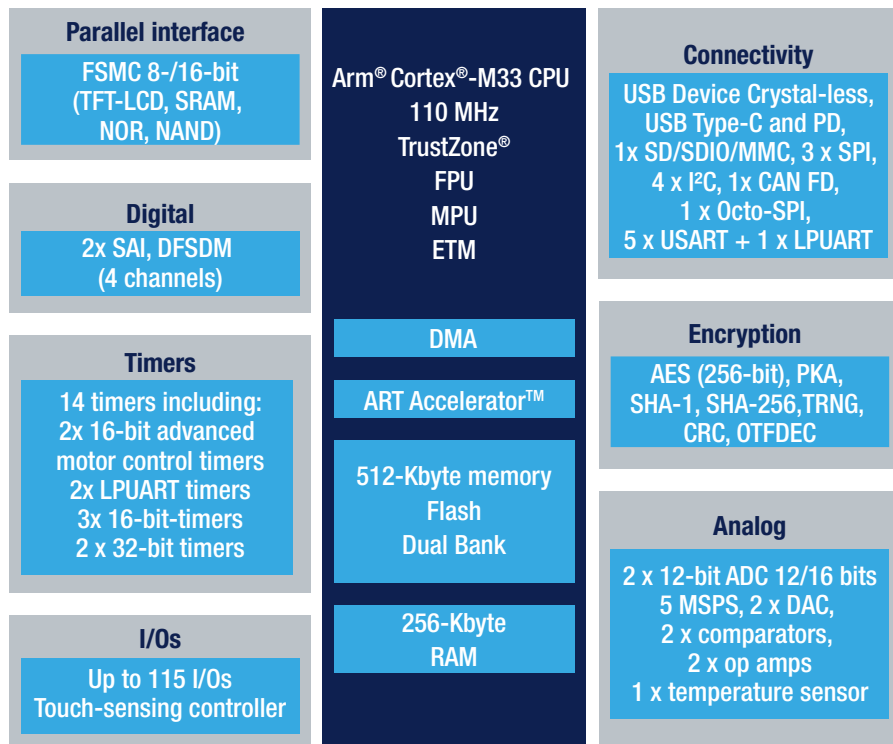 Parallel interface
FSMC 8-/16-bit
(TFT-LCD, SRAM,
NOR, NAND)
Digital
2x SAI, DFSDM
(4 channels)
Timers
14 timers including:
2x 16-bit advanced
motor control timers
2x LPUART timers
3x 16-bit-timers
2 x 32-bit timers
I/Os
Up to 115 I/Os
Touch-sensing controller
Arm® Cortex®-M33 CPU
110 MHz
TrustZone®
FPU
MPU
ETM
DMA
ART Accelerator™
512-Kbyte memory
Flash
Dual Bank
256-Kbyte
RAM
Connectivity
USB Device Crystal-less,
USB Type-C and PD,
1x SD/SDIO/MMC, 3 x SPI,
4 x I²C, 1x CAN FD,
1 x Octo-SPI,
5 x USART + 1 x LPUART
Encryption
AES (256-bit), PKA,
SHA-1, SHA-256,TRNG,
CRC, OTFDEC
Analog
2 x 12-bit ADC 12/16 bits
5 MSPS, 2 x DAC,
2 x comparators,
2 x op amps
1 x temperature sensor